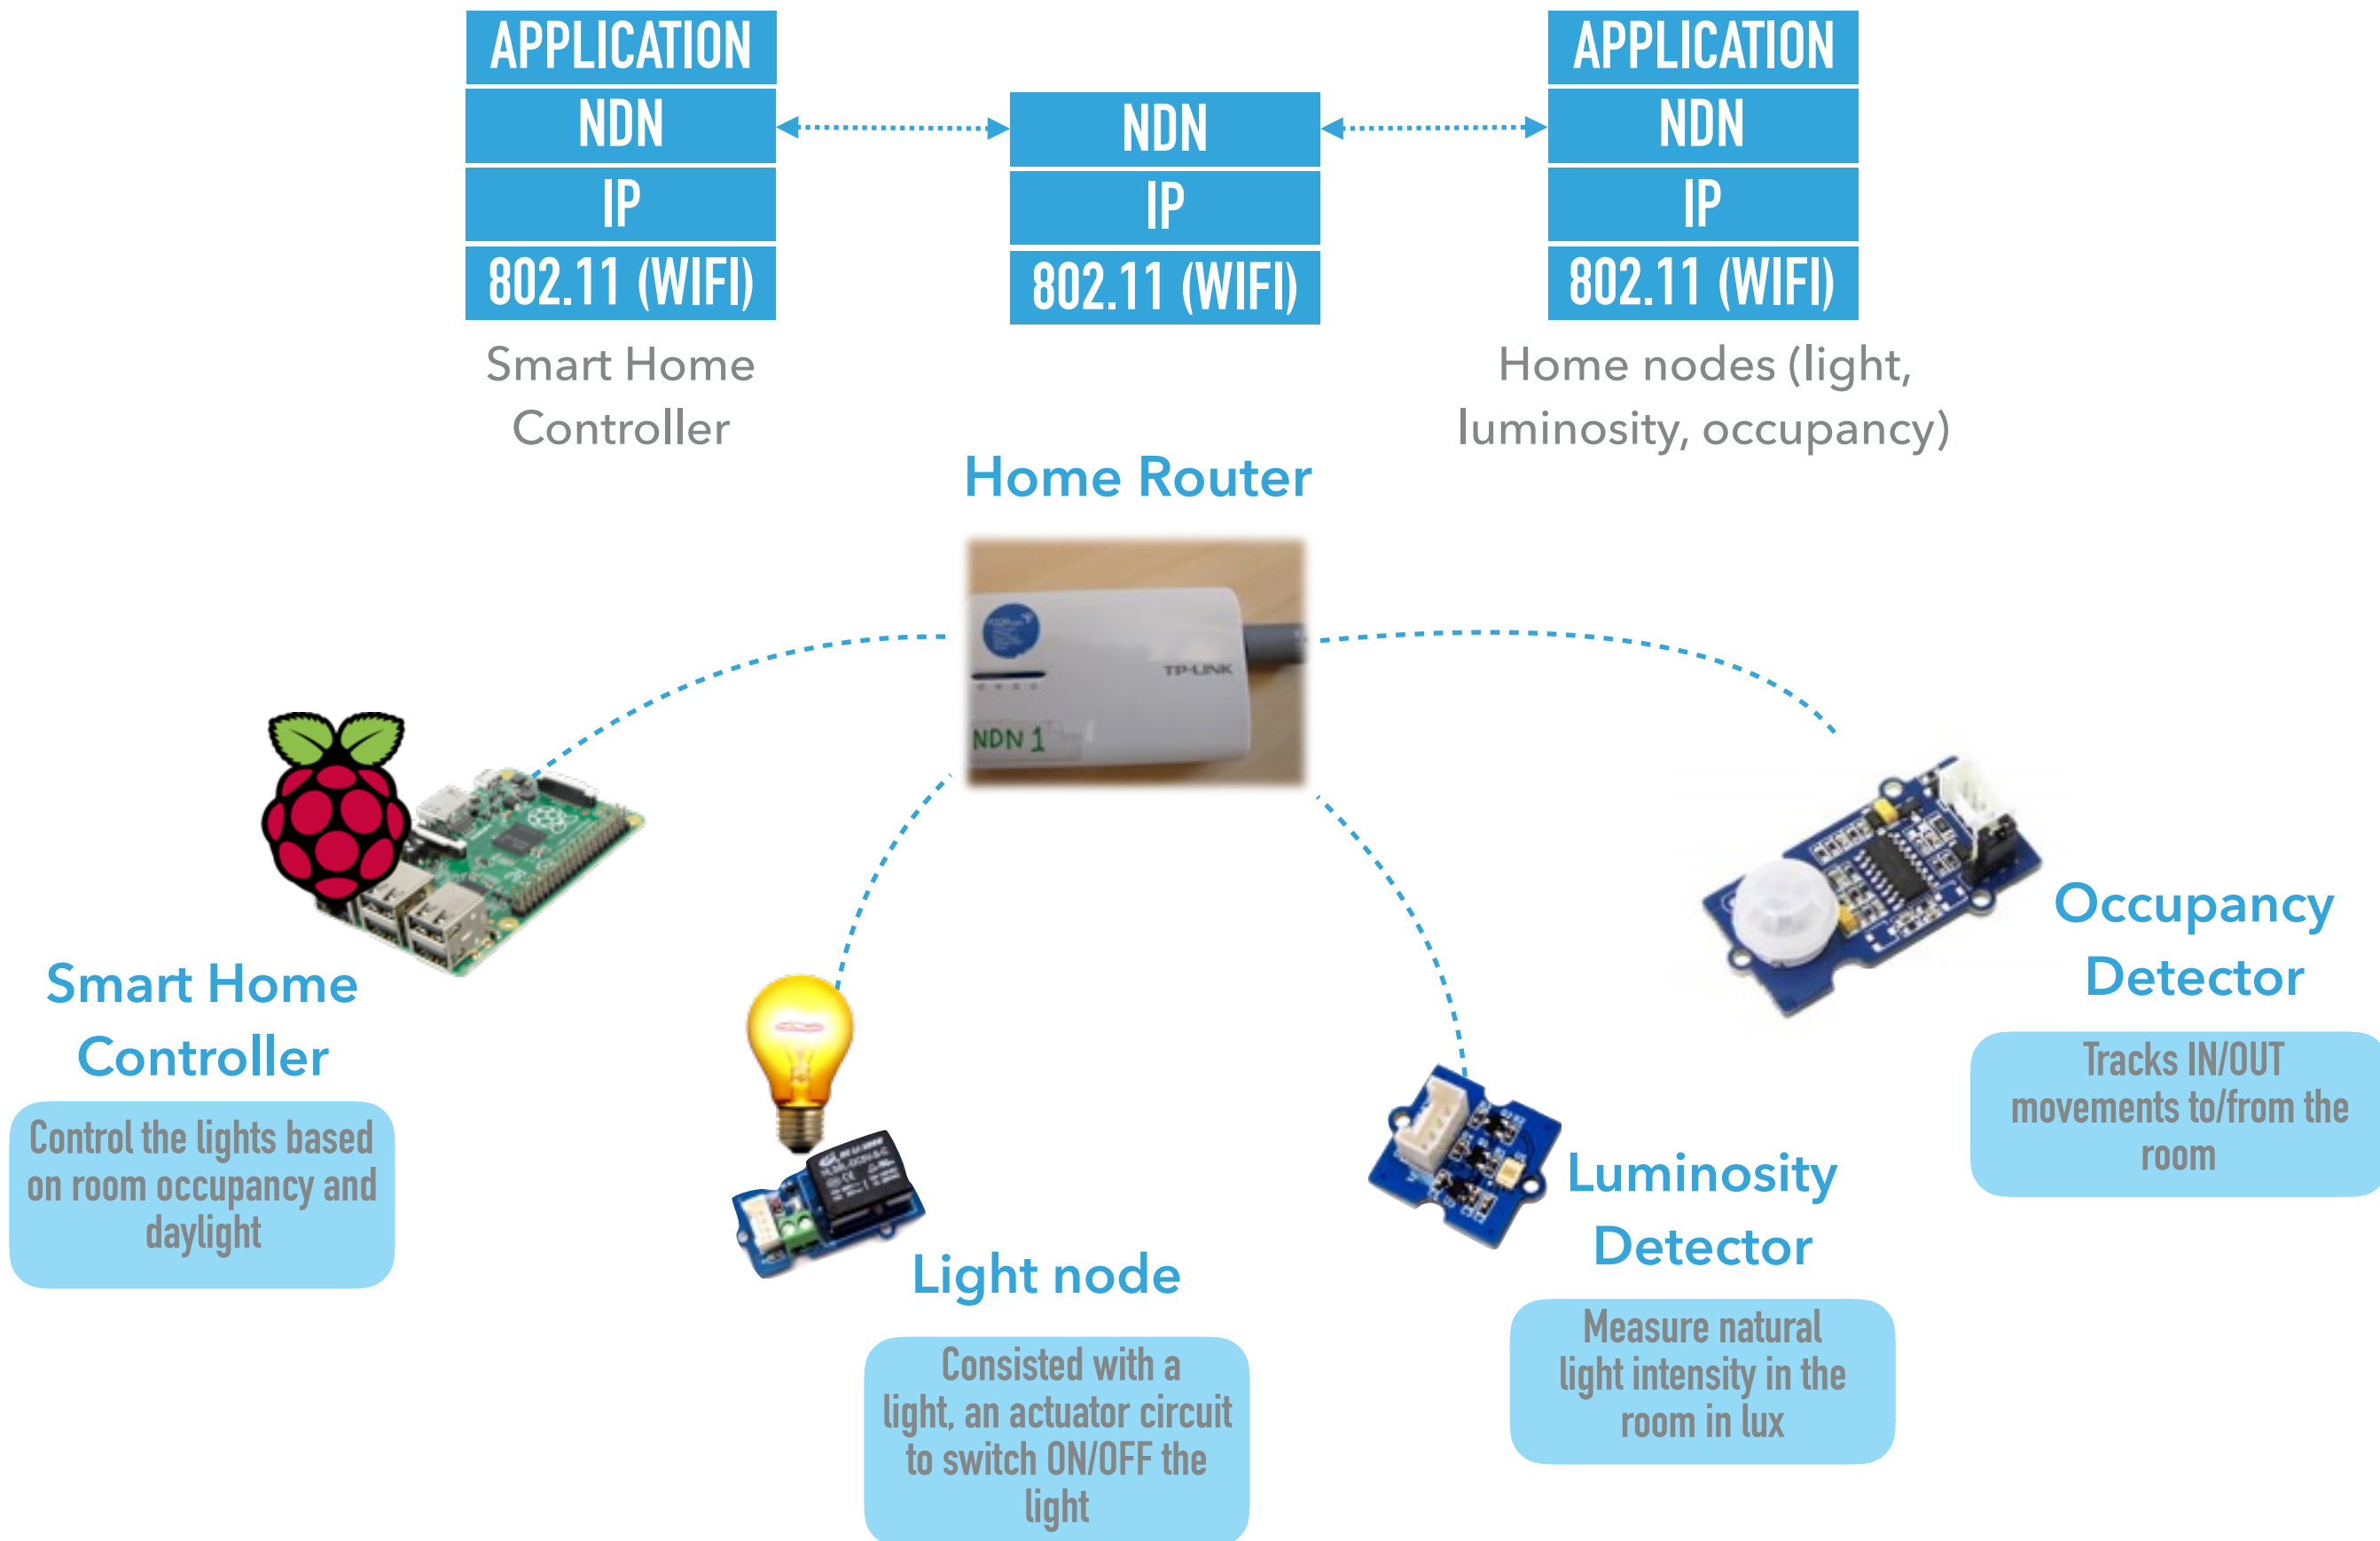 APPLICATION
NDN
IP
802.11 (WIFI)
Smart Home
Controller
NDN
IP
802.11 (WIFI)
APPLICATION
NDN
IP
802.11 (WIFI)
Home nodes (light,
luminosity, occupancy)
Home Router
TP-LINK
NDN 1
Smart Home
Controller
Control the lights based
on room occupancy and
daylight
Light node
Consisted with a
light, an actuator circuit
to switch ON/OFF the
light
Luminosity
Detector
Measure natural
light intensity in the
room in lux
Occupancy
Detector
Tracks IN/OUT
movements to/from the
room